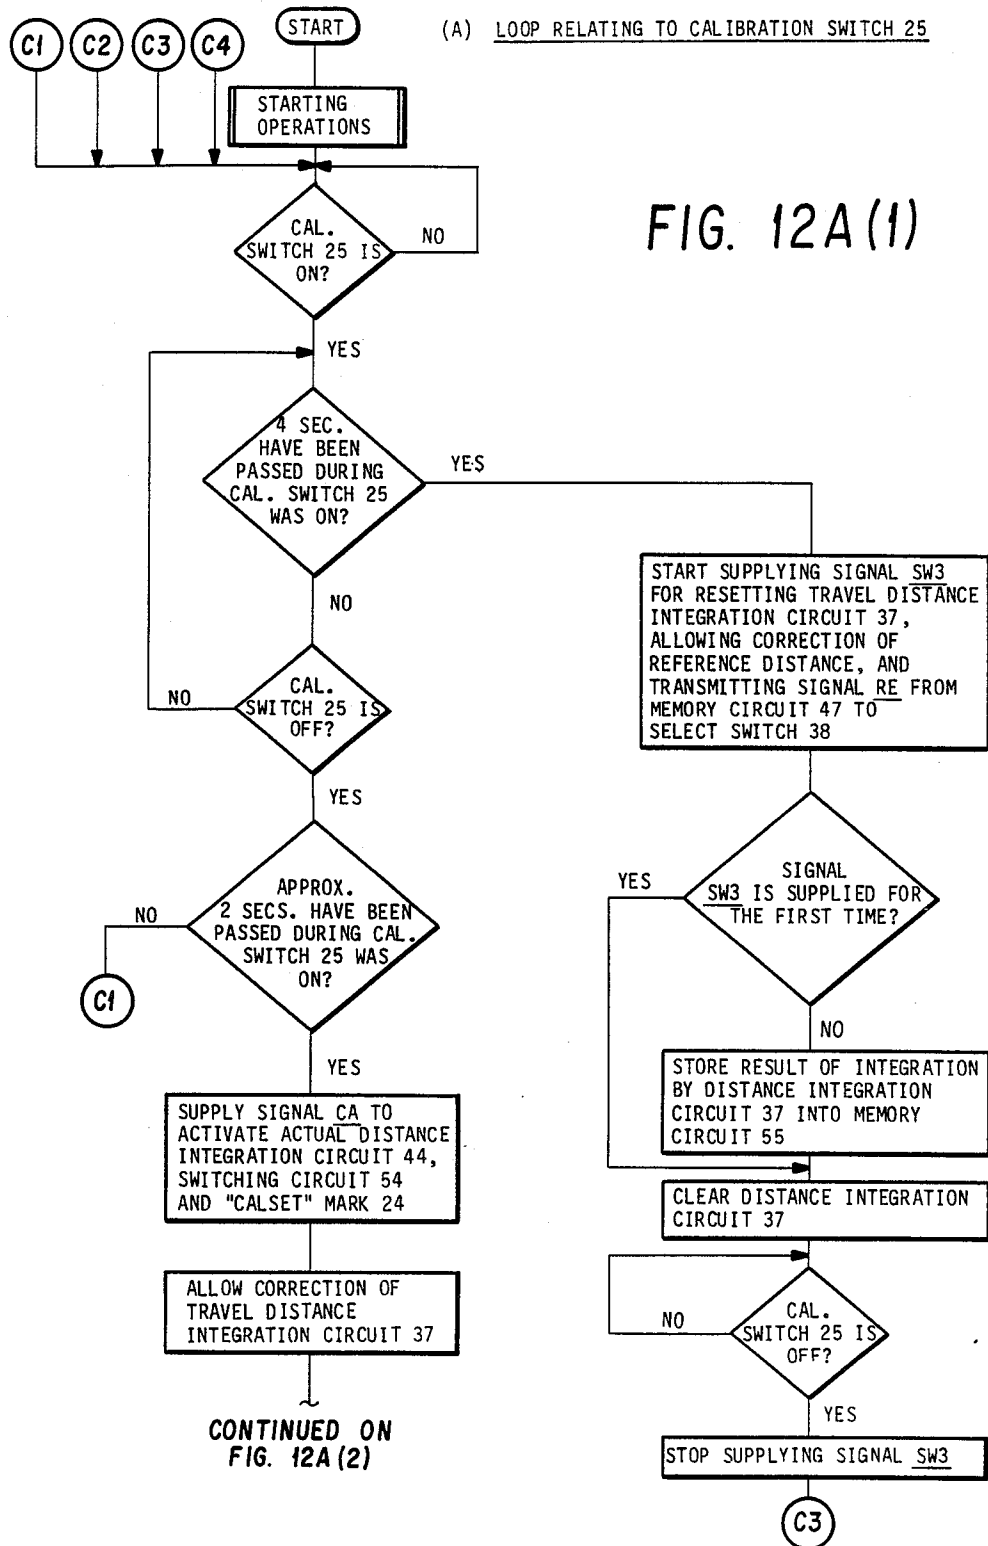 C1
C2
C3
C4
START
(A) LOOP RELATING TO CALIBRATION SWITCH 25
STARTING
OPERATIONS
FIG. 12A(1)
CAL.
SWITCH 25 IS
ON?
NO
YES
4 SEC.
HAVE BEEN
PASSED DURING
CAL. SWITCH 25
WAS ON?
YES
NO
CAL.
SWITCH 25 IS
OFF?
NO
YES
APPROX.
2 SECS. HAVE BEEN
PASSED DURING CAL.
SWITCH 25 WAS
ON?
NO
C1
YES
SUPPLY SIGNAL CA TO
ACTIVATE ACTUAL DISTANCE
INTEGRATION CIRCUIT 44,
SWITCHING CIRCUIT 54
AND "CALSET" MARK 24
ALLOW CORRECTION OF
TRAVEL DISTANCE
INTEGRATION CIRCUIT 37
CONTINUED ON
FIG. 12A(2)
START SUPPLYING SIGNAL SW3
FOR RESETTING TRAVEL DISTANCE
INTEGRATION CIRCUIT 37,
ALLOWING CORRECTION OF
REFERENCE DISTANCE, AND
TRANSMITTING SIGNAL RE FROM
MEMORY CIRCUIT 47 TO
SELECT SWITCH 38
SIGNAL
SW3 IS SUPPLIED FOR
THE FIRST TIME?
YES
NO
STORE RESULT OF INTEGRATION
BY DISTANCE INTEGRATION
CIRCUIT 37 INTO MEMORY
CIRCUIT 55
CLEAR DISTANCE INTEGRATION
CIRCUIT 37
CAL.
SWITCH 25 IS
OFF?
NO
YES
STOP SUPPLYING SIGNAL SW3
C3